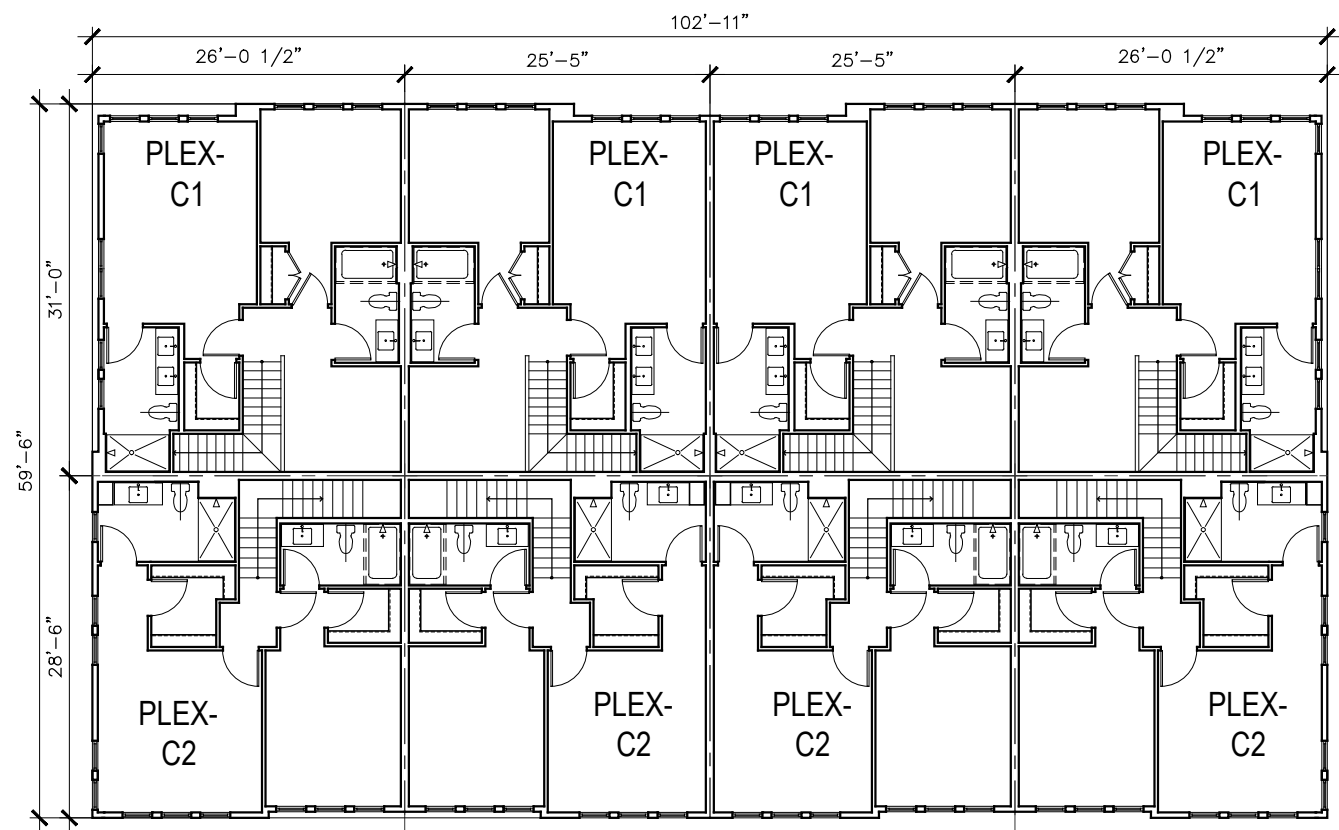 102'-11"
26'-0 1/2"
25'-5"
25'-5"
26'-0 1/2"
PLEX-
C1
PLEX-
C1
PLEX-
C1
PLEX-
C1
31'-0"
59'-6"
28'-6"
PLEX-
C2
PLEX-
C2
PLEX-
C2
PLEX-
C2